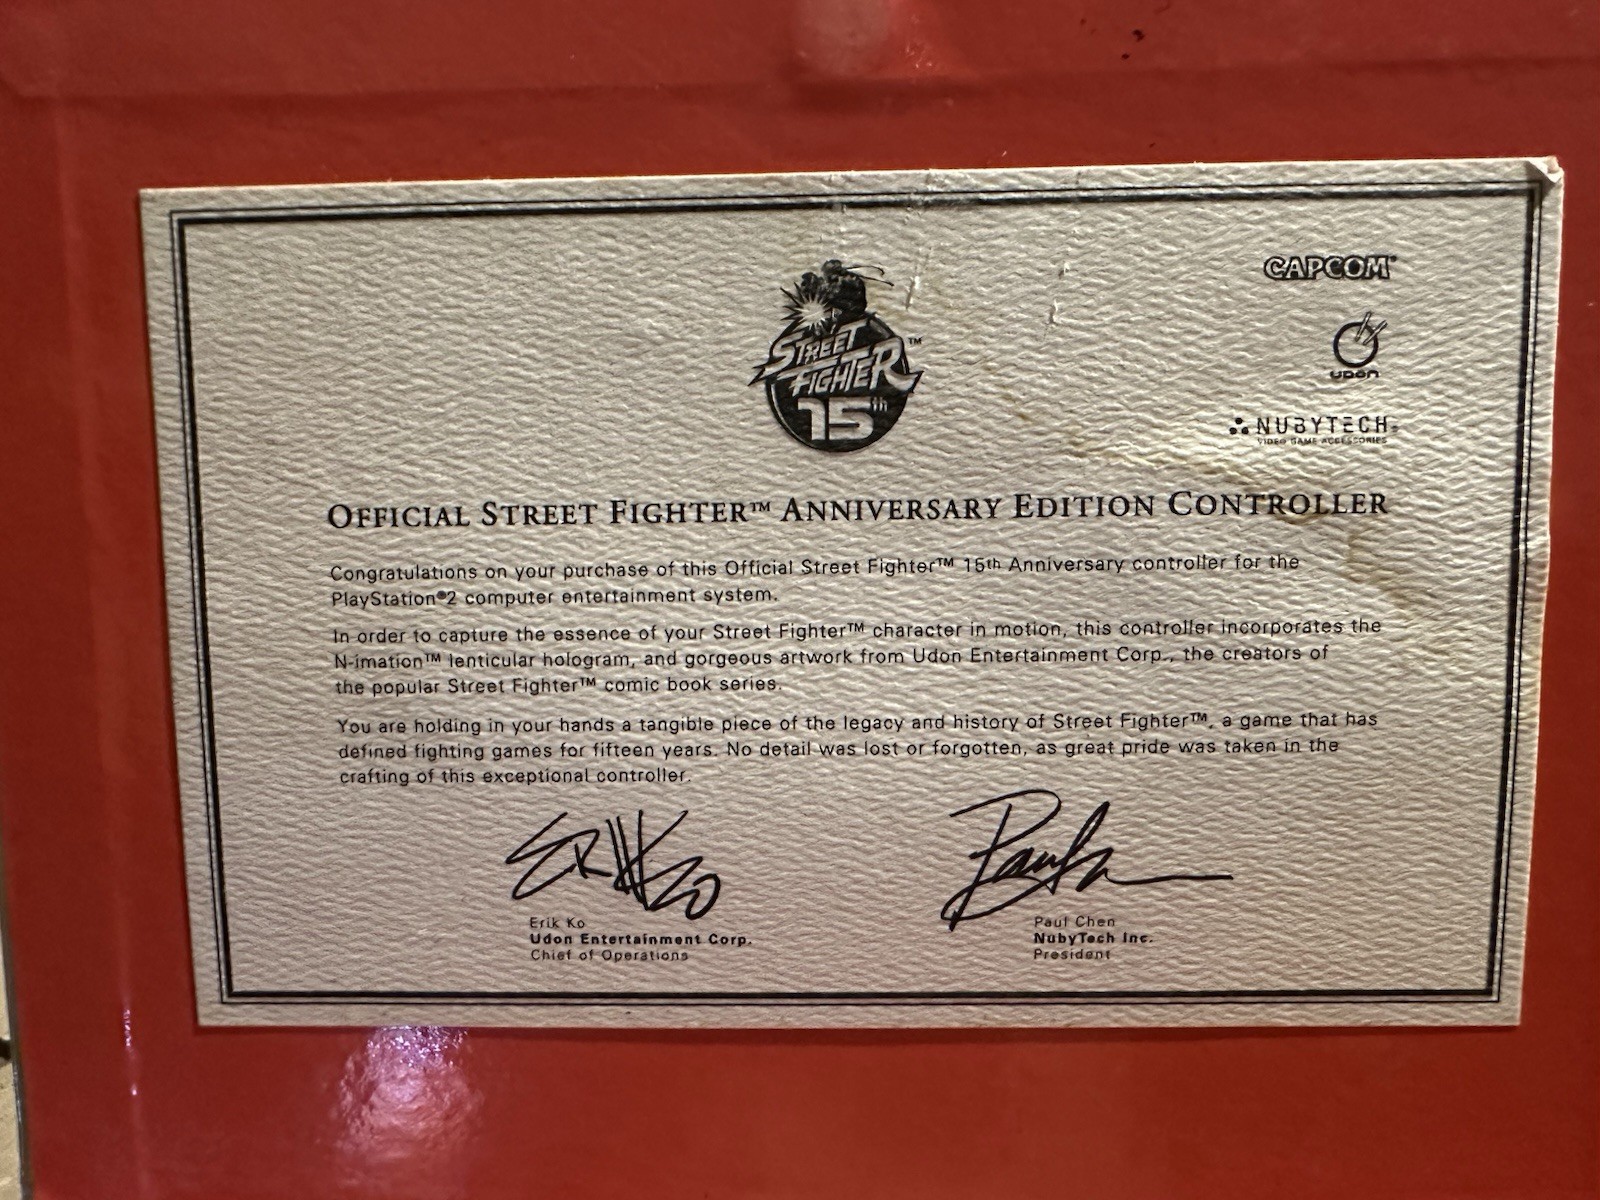 STREET
FIGHTER™
15th
CAPCOM®
UDON
NUBYTECH®
VIDEO GAME ACCESSORIES
OFFICIAL STREET FIGHTER™ ANNIVERSARY EDITION CONTROLLER
Congratulations on your purchase of this Official Street Fighter™ 15th Anniversary controller for the
PlayStation®2 computer entertainment system.
In order to capture the essence of your Street Fighter™ character in motion, this controller incorporates the
N-imation™ lenticular hologram, and gorgeous artwork from Udon Entertainment Corp., the creators of
the popular Street Fighter™ comic book series.
You are holding in your hands a tangible piece of the legacy and history of Street Fighter™, a game that has
defined fighting games for fifteen years. No detail was lost or forgotten, as great pride was taken in the
crafting of this exceptional controller.
Erik Ko
Udon Entertainment Corp.
Chief of Operations
Paul Chen
NubyTech Inc.
President